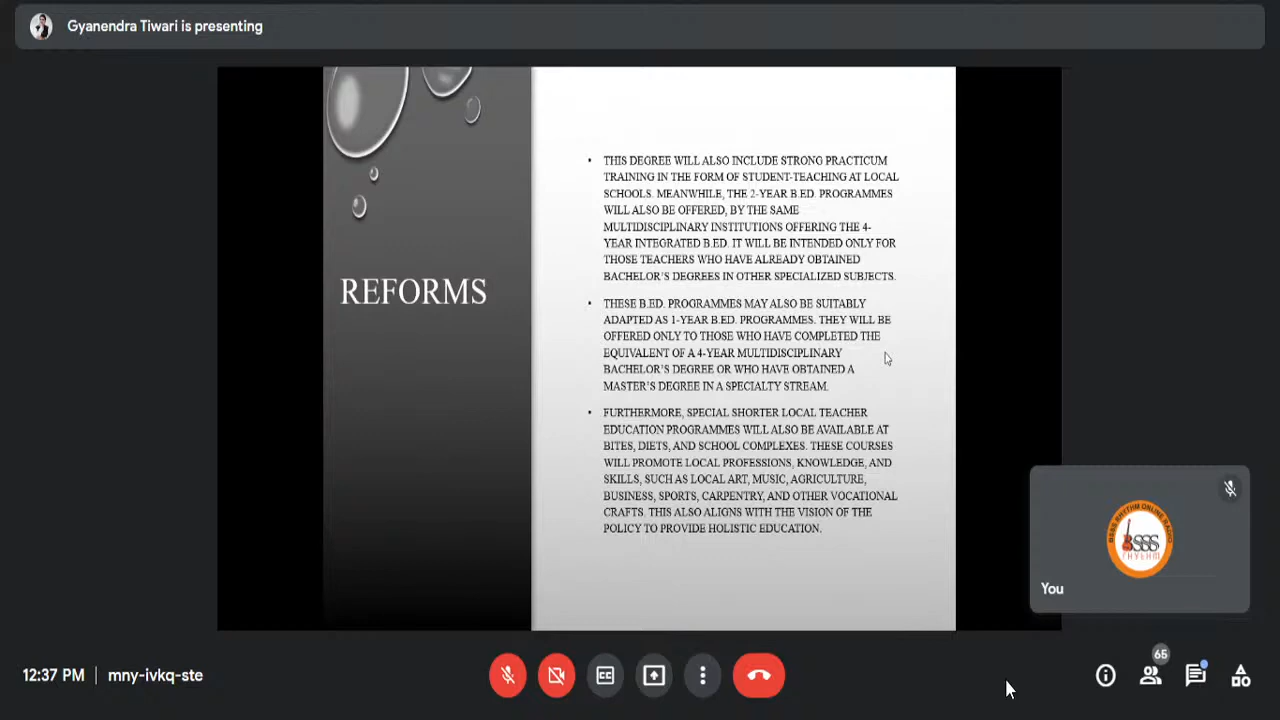 Gyanendra Tiwari is presenting
REFORMS
• THIS DEGREE WILL ALSO INCLUDE STRONG PRACTICUM
TRAINING IN THE FORM OF STUDENT-TEACHING AT LOCAL
SCHOOLS. MEANWHILE, THE 2-YEAR B.ED. PROGRAMMES
WILL ALSO BE OFFERED, BY THE SAME
MULTIDISCIPLINARY INSTITUTIONS OFFERING THE 4-
YEAR INTEGRATED B.ED. IT WILL BE INTENDED ONLY FOR
THOSE TEACHERS WHO HAVE ALREADY OBTAINED
BACHELOR'S DEGREES IN OTHER SPECIALIZED SUBJECTS.
• THESE B.ED. PROGRAMMES MAY ALSO BE SUITABLY
ADAPTED AS 1-YEAR B.ED. PROGRAMMES. THEY WILL BE
OFFERED ONLY TO THOSE WHO HAVE COMPLETED THE
EQUIVALENT OF A 4-YEAR MULTIDISCIPLINARY
BACHELOR'S DEGREE OR WHO HAVE OBTAINED A
MASTER'S DEGREE IN A SPECIALTY STREAM.
• FURTHERMORE, SPECIAL SHORTER LOCAL TEACHER
EDUCATION PROGRAMMES WILL ALSO BE AVAILABLE AT
BITES, DIETS, AND SCHOOL COMPLEXES. THESE COURSES
WILL PROMOTE LOCAL PROFESSIONS, KNOWLEDGE, AND
SKILLS, SUCH AS LOCAL ART, MUSIC, AGRICULTURE,
BUSINESS, SPORTS, CARPENTRY, AND OTHER VOCATIONAL
CRAFTS. THIS ALSO ALIGNS WITH THE VISION OF THE
POLICY TO PROVIDE HOLISTIC EDUCATION.
BSSS RHYTHM ONLINE RADIO
BSSS
RHYTHM
You
12:37 PM | mny-ivkq-ste
CC
65